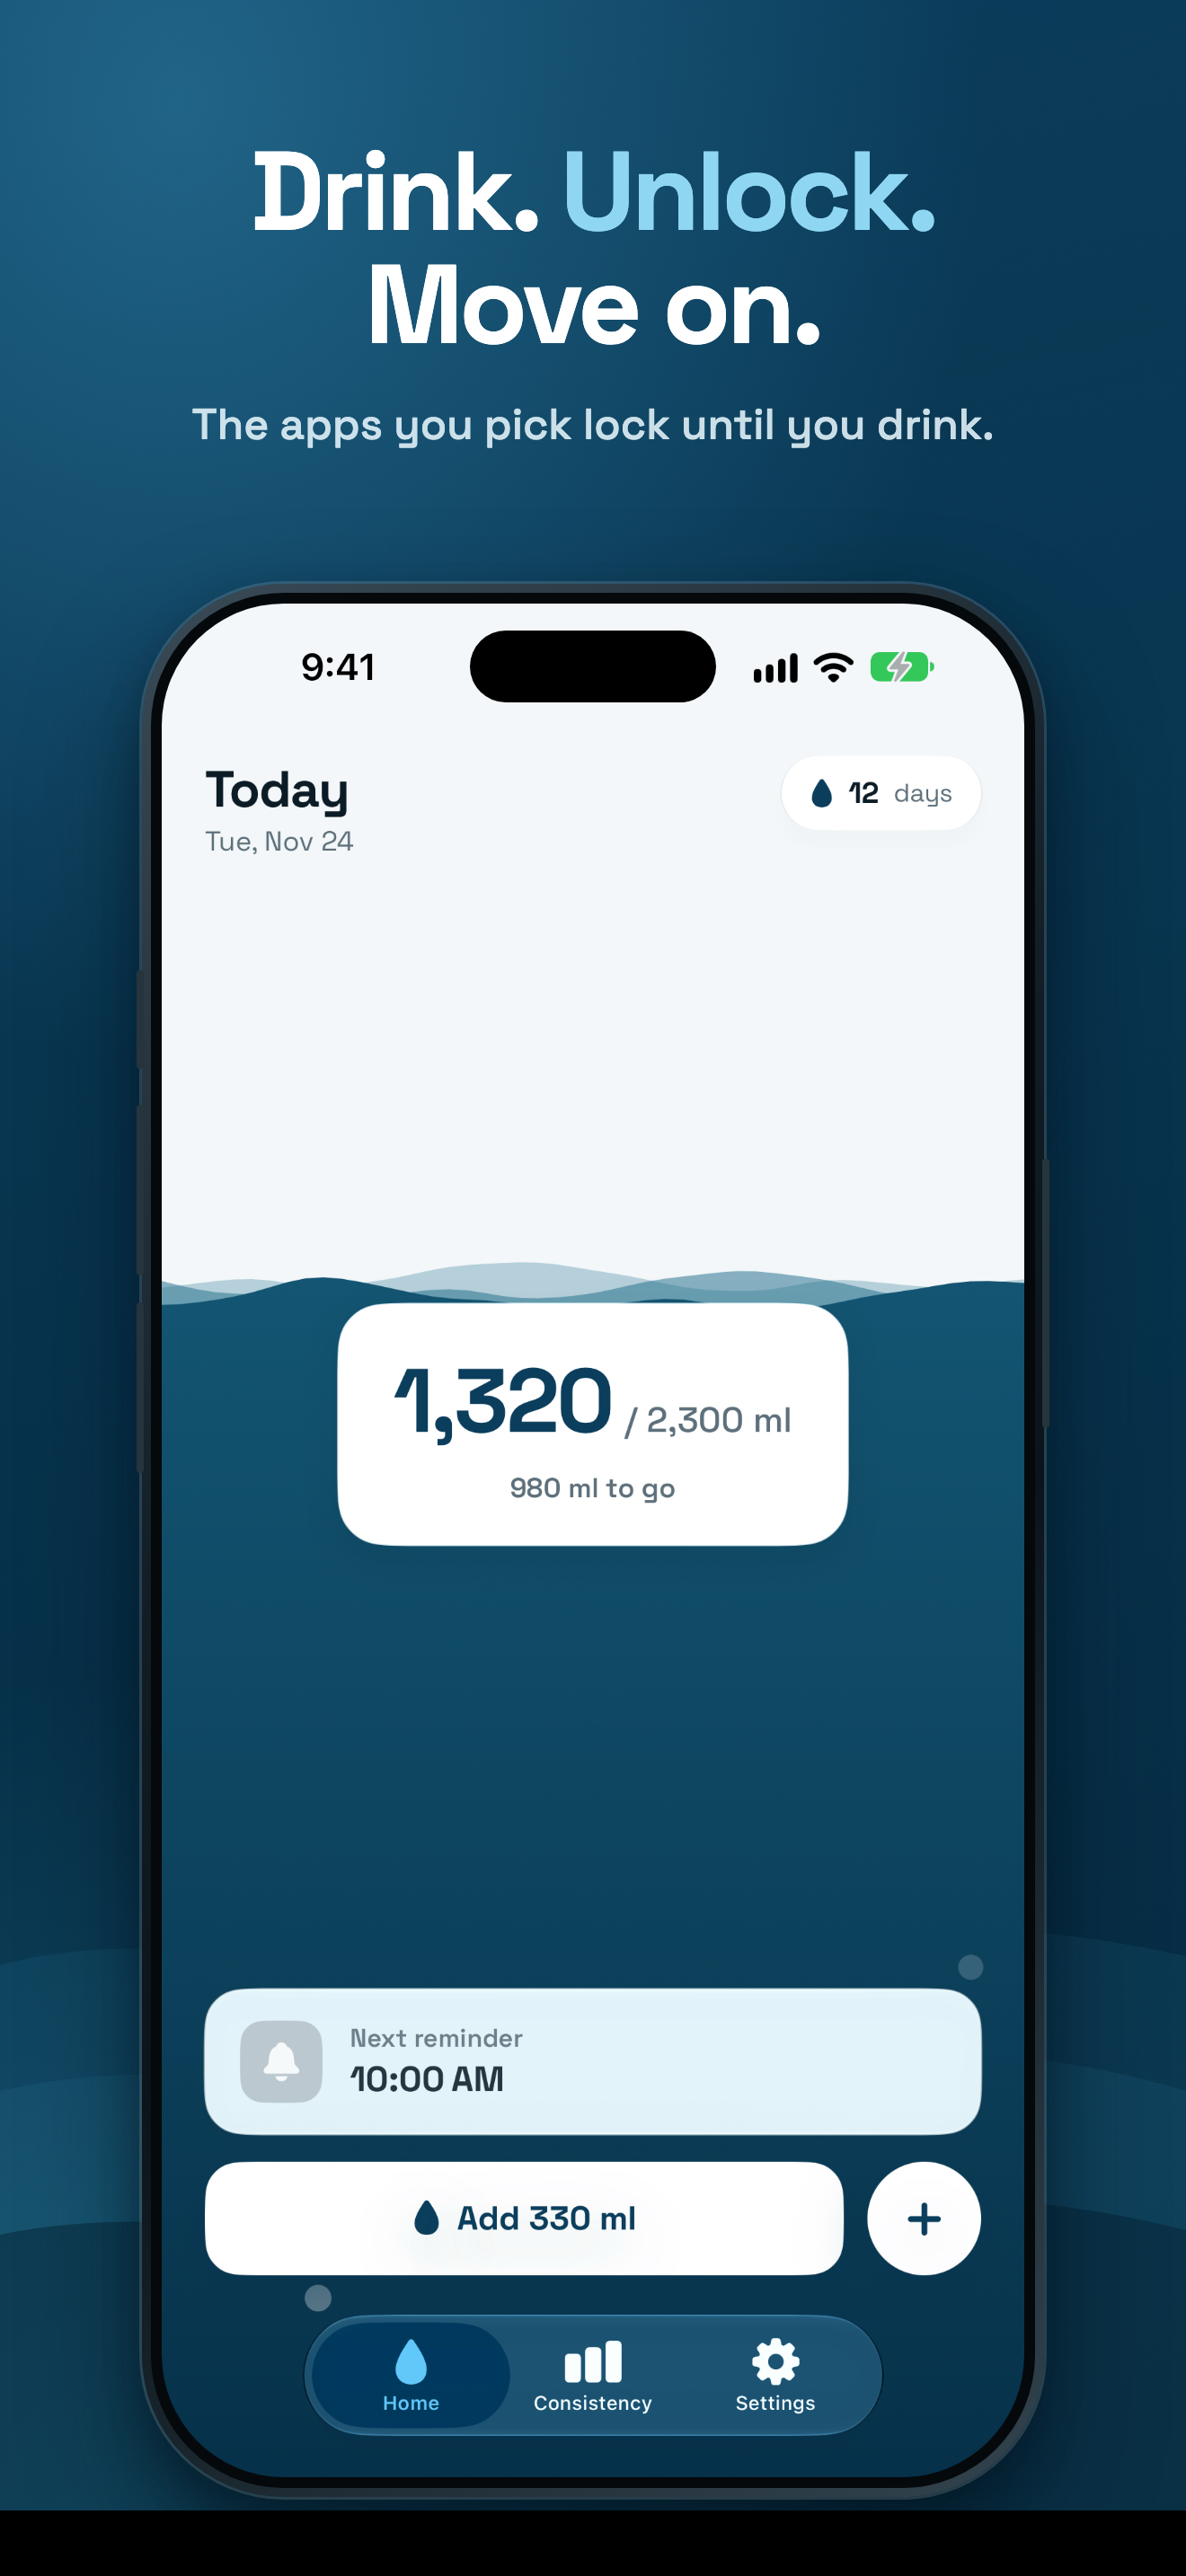 Drink. Unlock.
Move on.
The apps you pick lock until you drink.
9:41
Today
12 days
Tue, Nov 24
1,320 / 2,300 ml
980 ml to go
Next reminder
10:00 AM
Add 330 ml
Home Consistency Settings